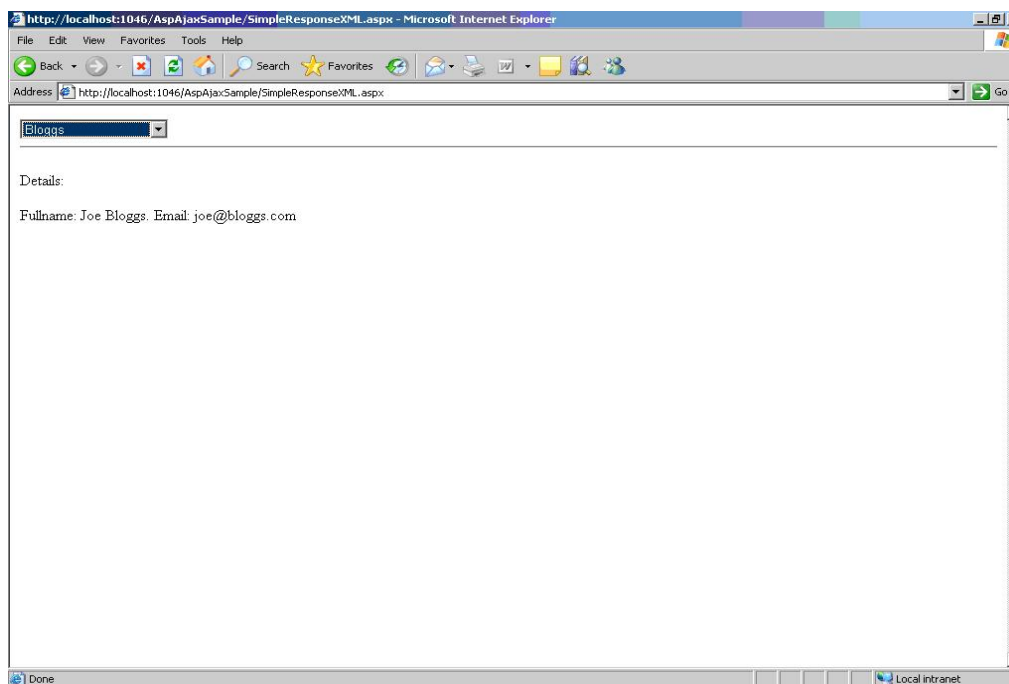 http://localhost:1046/AspAjaxSample/SimpleResponseXML.aspx - Microsoft Internet Explorer
File Edit View Favorites Tools Help
Back Search Favorites
Address http://localhost:1046/AspAjaxSample/SimpleResponseXML.aspx Go
Bloggs
Details:
Fullname: Joe Bloggs. Email: joe@bloggs.com
Done Local intranet